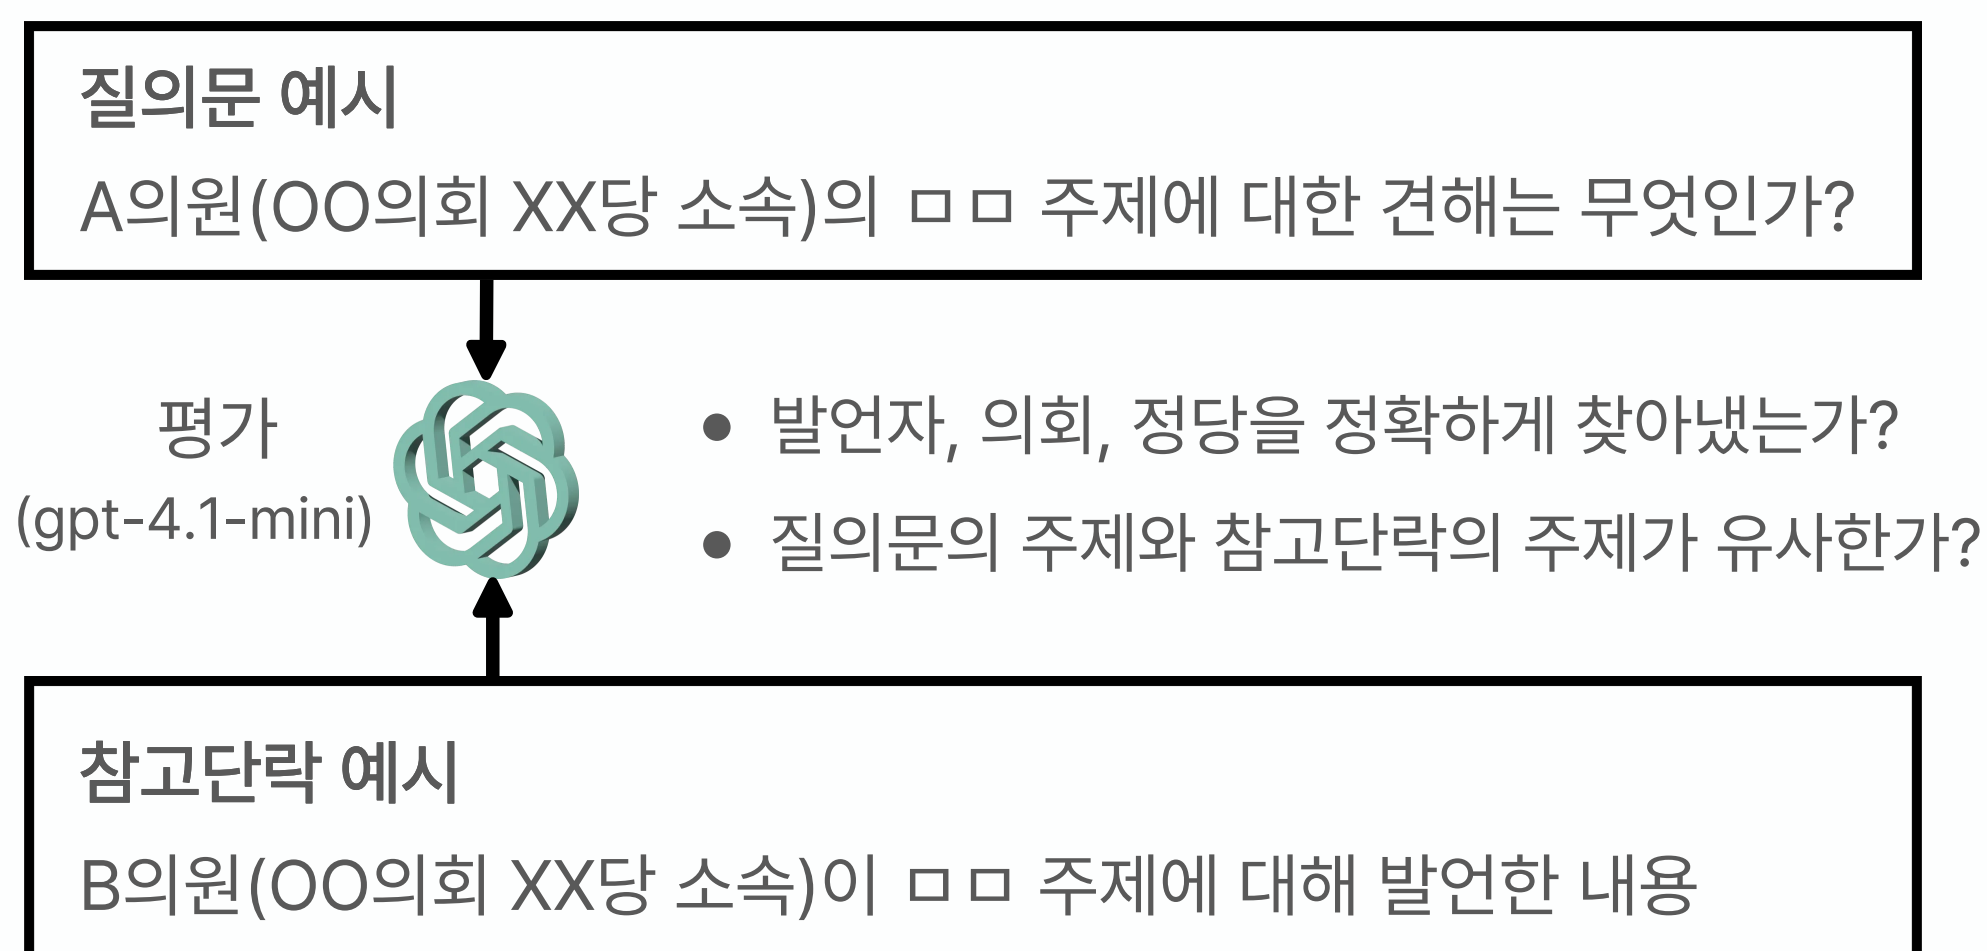 질의문 예시
A의원(OO의회 XX당 소속)의 ㅁㅁ 주제에 대한 견해는 무엇인가?
평가
(gpt-4.1-mini)
• 발언자, 의회, 정당을 정확하게 찾아냈는가?
• 질의문의 주제와 참고단락의 주제가 유사한가?
참고단락 예시
B의원(OO의회 XX당 소속)이 ㅁㅁ 주제에 대해 발언한 내용